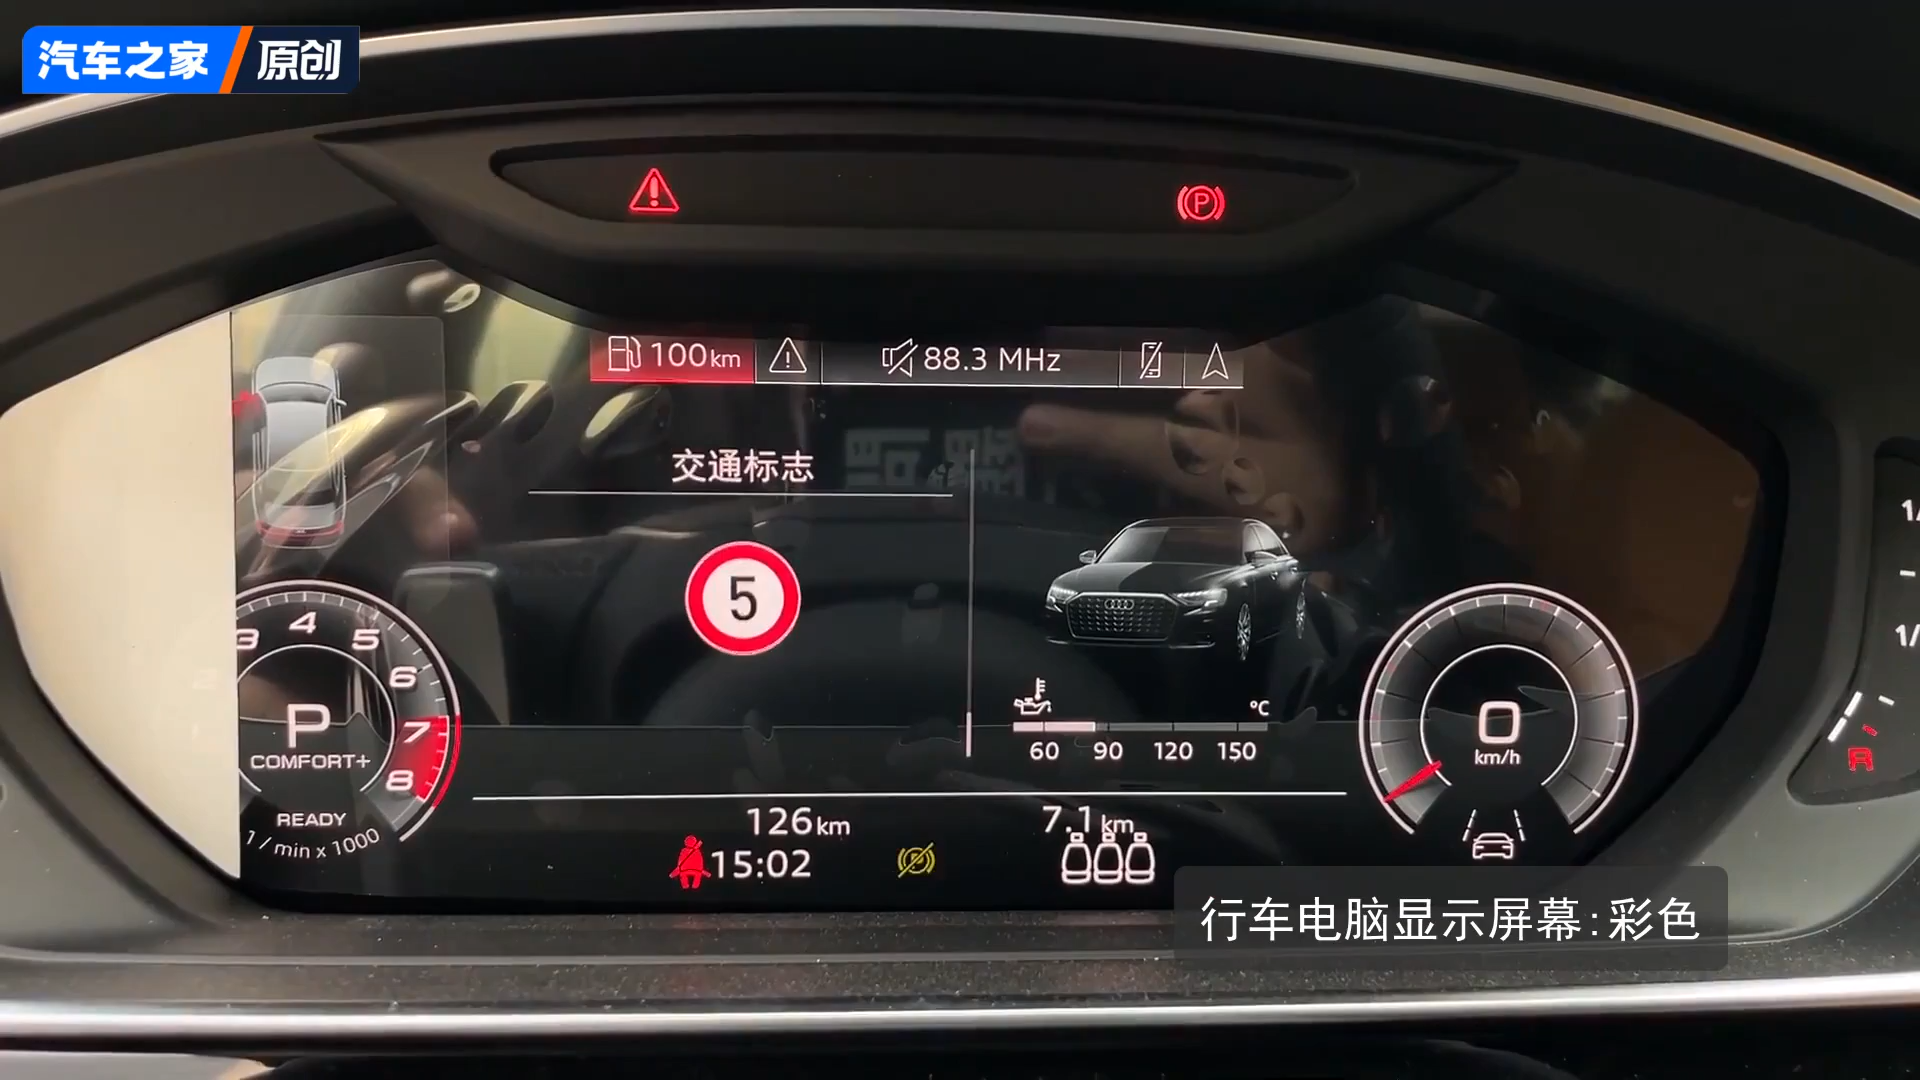 汽车之家 原创
100km
88.3 MHz
交通标志
5
3 4 5 6 7 8
P
COMFORT+
READY
1 / min x 1000
°C
60 90 120 150
0
km/h
126km
7.1 km
15:02
行车电脑显示屏幕:彩色